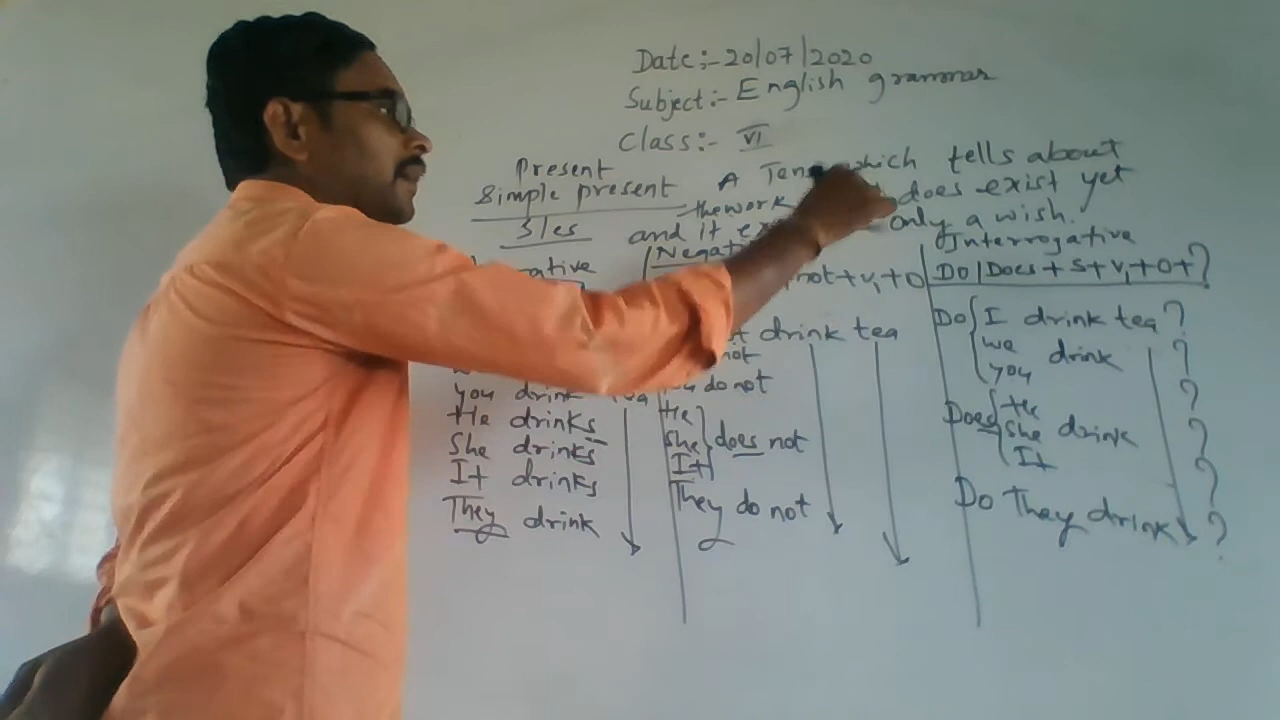 Date:- 20/07/2020
Subject:- English grammar
Class:- VI
Present
Simple present
A which tells about
the work does exist yet
S/es and it only a wish.
Interrogative
not+V1+O Do/Does+S+V1+O+?
Do { I drink tea ?
we
you drink ?
?
Does { He
She drink ?
It ?
Do They drink ?
drink tea
not
you drink do not
He drinks
She drinks
It drinks
They drink
He
She } does not
It
They do not